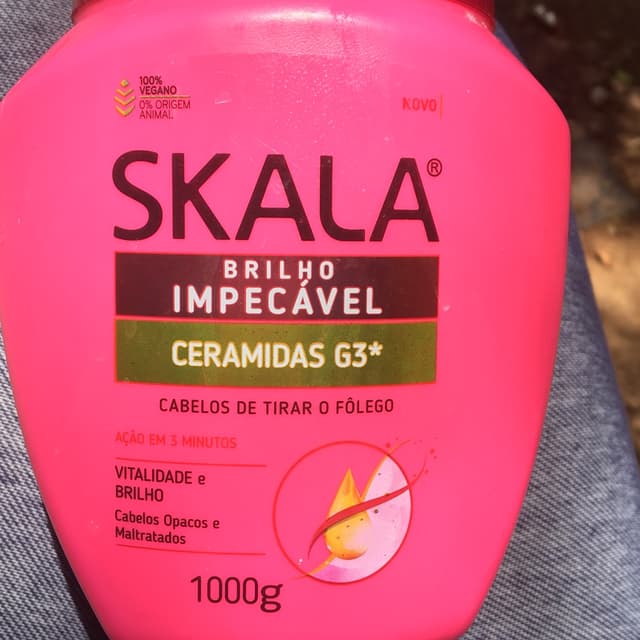 100%
VEGANO
0% ORIGEM
ANIMAL
NOVO
SKALA®
BRILHO
IMPECÁVEL
CERAMIDAS G3*
CABELOS DE TIRAR O FÔLEGO
AÇÃO EM 3 MINUTOS
VITALIDADE e
BRILHO
Cabelos Opacos e
Maltratados
1000g